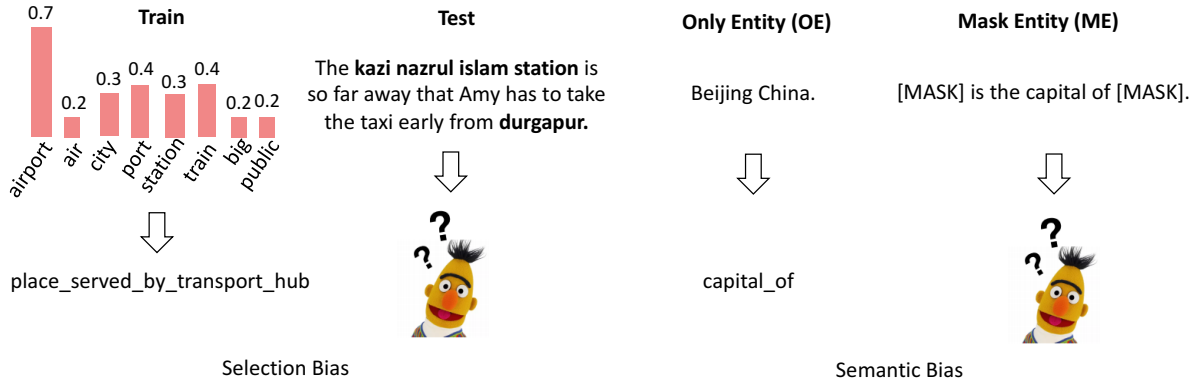 Train
0.7
0.2
0.3
0.4
0.3
0.4
0.2
0.2
airport
air
city
port
station
train
big
public
place_served_by_transport_hub
Test
The kazi nazrul islam station is
so far away that Amy has to take
the taxi early from durgapur.
? ?
Selection Bias
Only Entity (OE)
Beijing China.
capital_of
Mask Entity (ME)
[MASK] is the capital of [MASK].
? ?
Semantic Bias